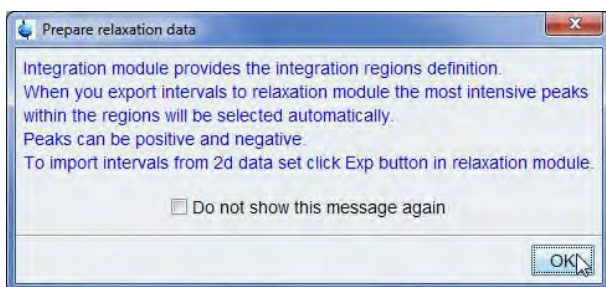 Prepare relaxation data
Integration module provides the integration regions definition.
When you export intervals to relaxation module the most intensive peaks
within the regions will be selected automatically.
Peaks can be positive and negative.
To import intervals from 2d data set click Exp button in relaxation module.
Do not show this message again
OK